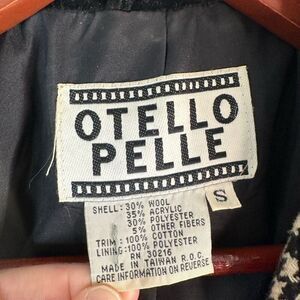 OTELLO
PELLE
S
SHELL: 30% WOOL
35% ACRYLIC
30% POLYESTER
5% OTHER FIBERS
TRIM: 100% COTTON
LINING: 100% POLYESTER
RN 30216
MADE IN TAIWAN R.O.C.
CARE INFORMATION ON REVERSE